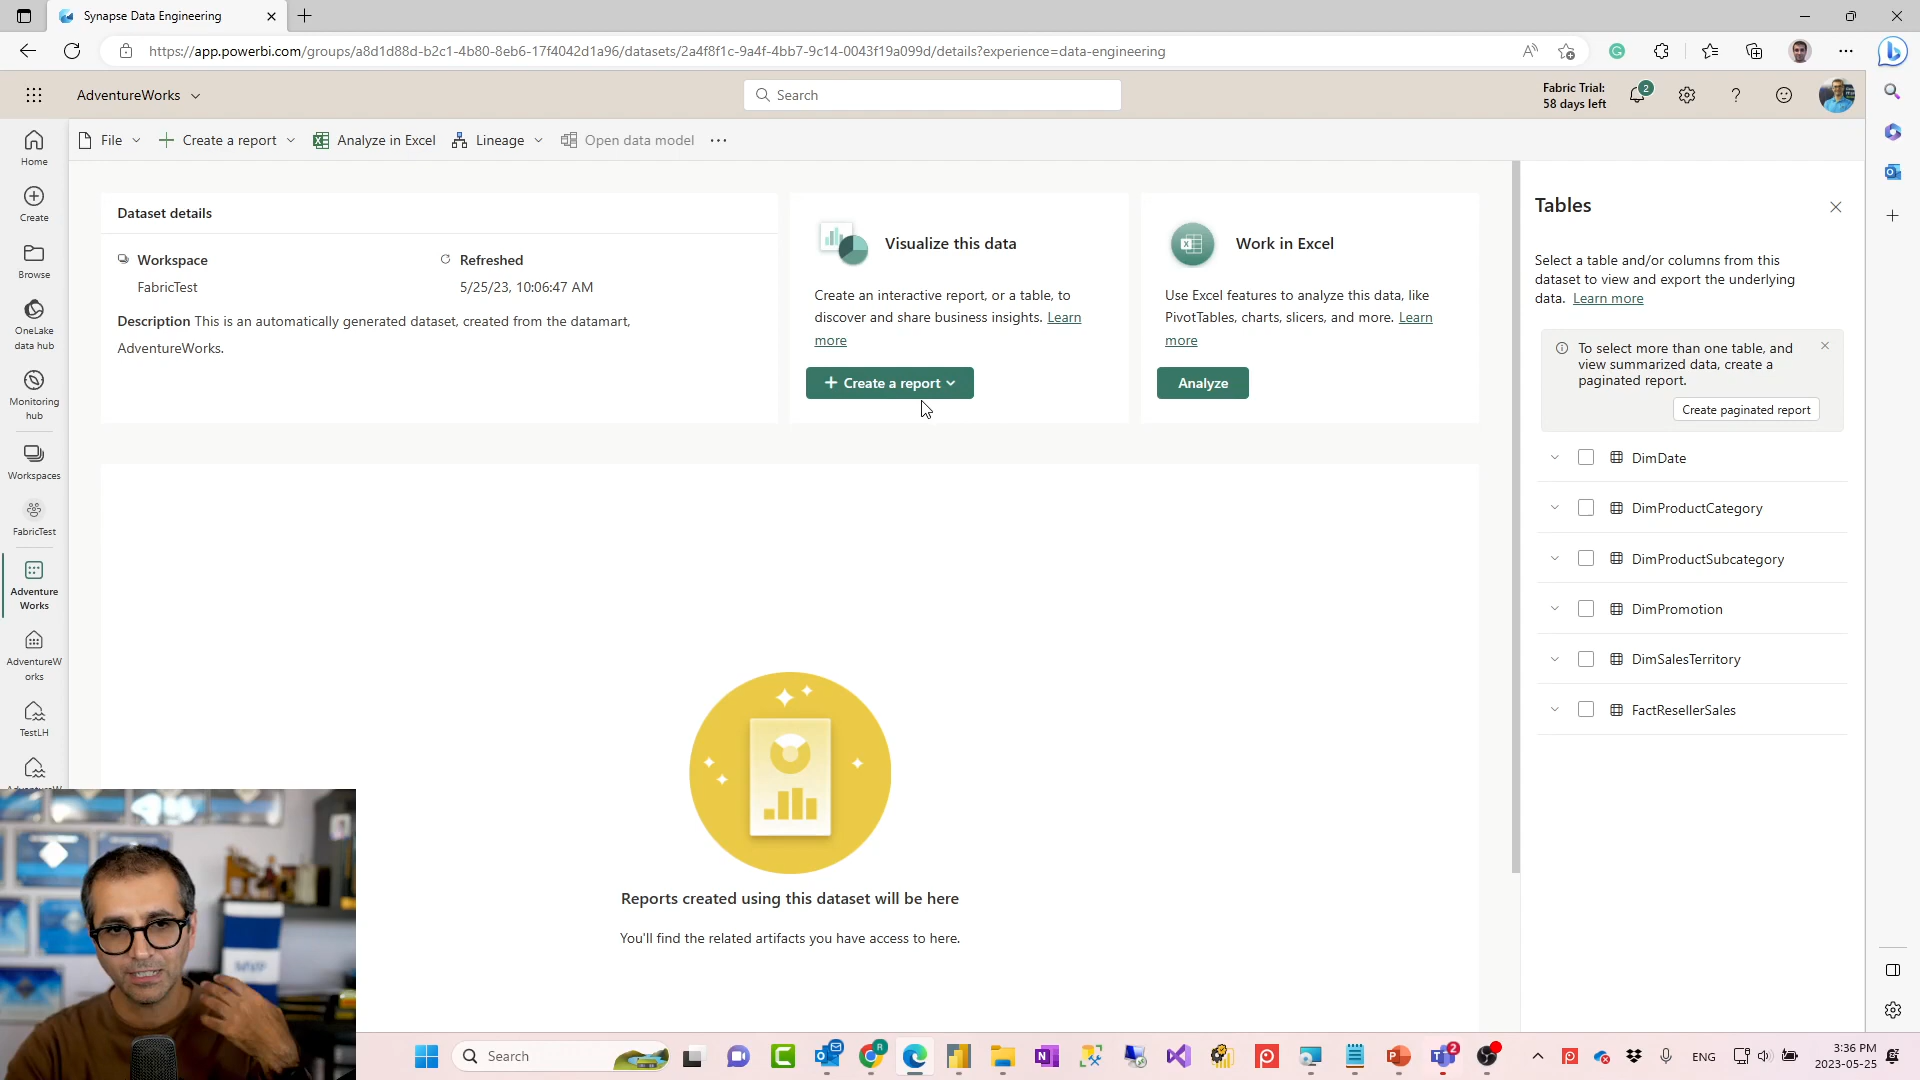 Synapse Data Engineering
https://app.powerbi.com/groups/a8d1d88d-b2c1-4b80-8eb6-17f4042d1a96/datasets/2a4f8f1c-9a4f-4bb7-9c14-0043f19a099d/details?experience=data-engineering
AdventureWorks
Search
Fabric Trial:
58 days left
2
File
Create a report
Analyze in Excel
Lineage
Open data model
Home
Create
Browse
OneLake
data hub
Monitoring
hub
Workspaces
FabricTest
Adventure
Works
AdventureW
orks
TestLH
Dataset details
Workspace
FabricTest
Refreshed
5/25/23, 10:06:47 AM
Description This is an automatically generated dataset, created from the datamart,
AdventureWorks.
Visualize this data
Create an interactive report, or a table, to
discover and share business insights. Learn
more
Create a report
Work in Excel
Use Excel features to analyze this data, like
PivotTables, charts, slicers, and more. Learn
more
Analyze
Reports created using this dataset will be here
You'll find the related artifacts you have access to here.
Tables
Select a table and/or columns from this
dataset to view and export the underlying
data. Learn more
To select more than one table, and
view summarized data, create a
paginated report.
Create paginated report
DimDate
DimProductCategory
DimProductSubcategory
DimPromotion
DimSalesTerritory
FactResellerSales
MVP
Search
R
2
ENG
3:36 PM
2023-05-25